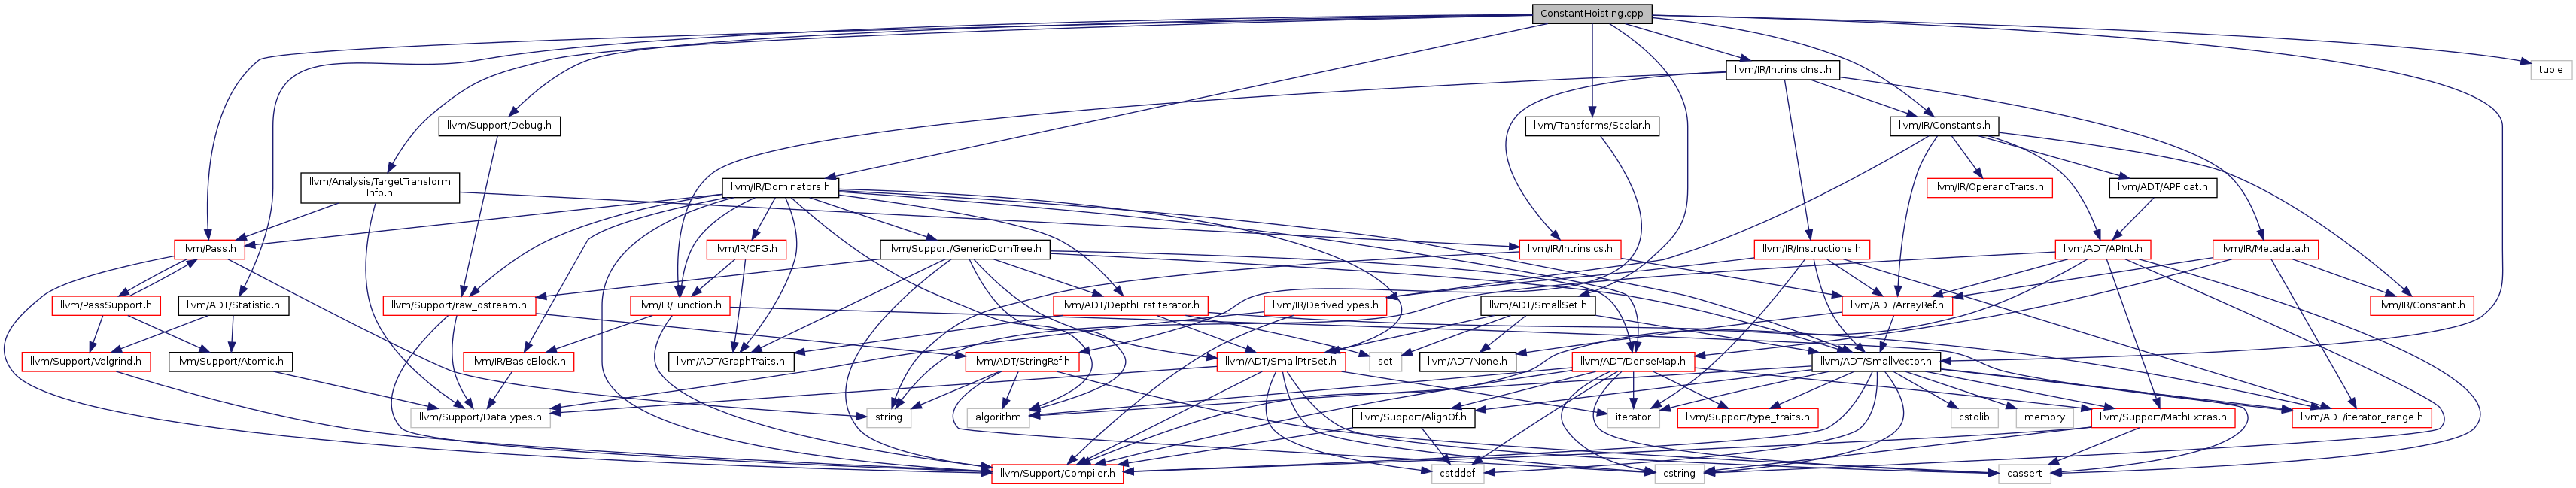 ConstantHoisting.cpp
llvm/IR/IntrinsicInst.h
tuple
llvm/Support/Debug.h
llvm/Transforms/Scalar.h
llvm/IR/Constants.h
llvm/Analysis/TargetTransform
Info.h
llvm/IR/Dominators.h
llvm/IR/OperandTraits.h
llvm/ADT/APFloat.h
llvm/Pass.h
llvm/IR/CFG.h
llvm/Support/GenericDomTree.h
llvm/IR/Intrinsics.h
llvm/IR/Instructions.h
llvm/ADT/APInt.h
llvm/IR/Metadata.h
llvm/PassSupport.h
llvm/ADT/Statistic.h
llvm/Support/raw_ostream.h
llvm/IR/Function.h
llvm/ADT/DepthFirstIterator.h
llvm/IR/DerivedTypes.h
llvm/ADT/SmallSet.h
llvm/ADT/ArrayRef.h
llvm/IR/Constant.h
llvm/Support/Valgrind.h
llvm/Support/Atomic.h
llvm/IR/BasicBlock.h
llvm/ADT/GraphTraits.h
llvm/ADT/StringRef.h
llvm/ADT/SmallPtrSet.h
set
llvm/ADT/None.h
llvm/ADT/DenseMap.h
llvm/ADT/SmallVector.h
llvm/Support/DataTypes.h
string
algorithm
llvm/Support/AlignOf.h
iterator
llvm/Support/type_traits.h
cstdlib
memory
llvm/Support/MathExtras.h
llvm/ADT/iterator_range.h
llvm/Support/Compiler.h
cstddef
cstring
cassert